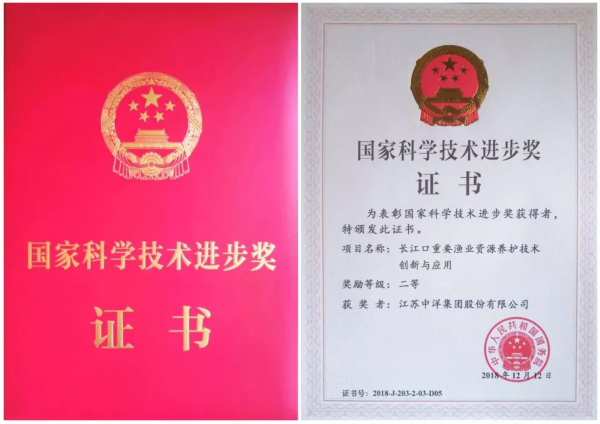 国家科学技术进步奖
证书
国家科学技术进步奖
证书
为表彰国家科学技术进步奖获得者，
特颁发此证书。
项目名称：长江口重要渔业资源养护技术
创新与应用
奖励等级：二等
获奖者：江苏中洋集团股份有限公司
中华人民共和国国务院
2018年12月12日
证书号：2018-J-203-2-03-D05